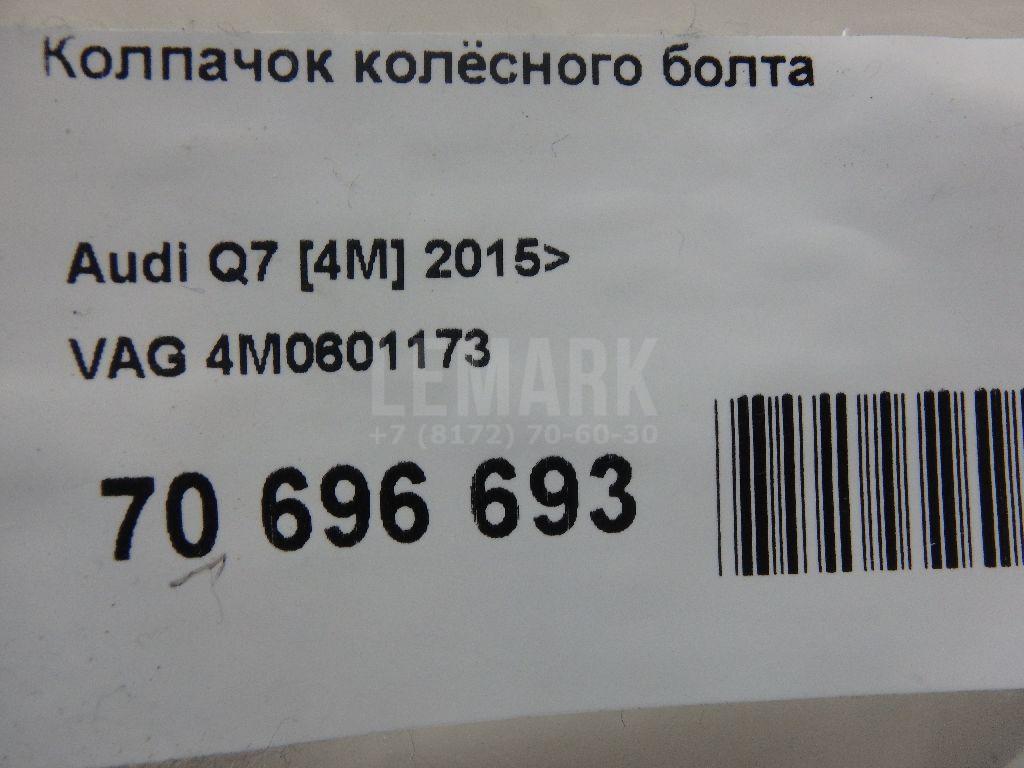 Колпачок колёсного болта
Audi Q7 [4M] 2015>
VAG 4M0601173
LEMARK
+7 (8172) 70-60-30
70 696 693